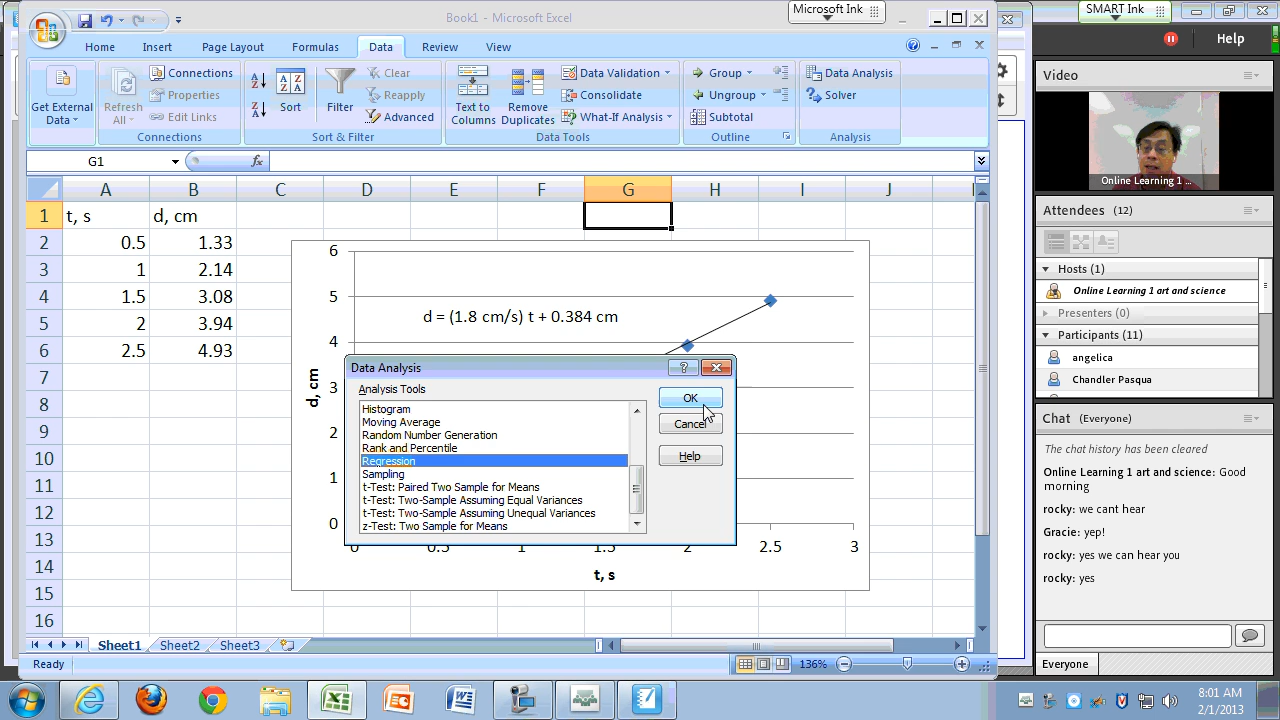 Book1 - Microsoft Excel
Microsoft Ink
SMART Ink
Home Insert Page Layout Formulas Data Review View
Help
Get External Data
Refresh All
Connections
Properties
Edit Links
Connections
Sort
Filter
Clear
Reapply
Advanced
Sort & Filter
Text to Columns
Remove Duplicates
Data Validation
Consolidate
What-If Analysis
Data Tools
Group
Ungroup
Subtotal
Outline
Data Analysis
Solver
Analysis
G1
fx
A B C D E F G H I J
1 t, s d, cm
2 0.5 1.33
3 1 2.14
4 1.5 3.08
5 2 3.94
6 2.5 4.93
7
8
9
10
11
12
13
14
15
16
6
5
4
3
2
1
0
d = (1.8 cm/s) t + 0.384 cm
d, cm
0 0.5 1 1.5 2 2.5 3
t, s
Data Analysis
Analysis Tools
Histogram
Moving Average
Random Number Generation
Rank and Percentile
Regression
Sampling
t-Test: Paired Two Sample for Means
t-Test: Two-Sample Assuming Equal Variances
t-Test: Two-Sample Assuming Unequal Variances
z-Test: Two Sample for Means
OK
Cancel
Help
Sheet1 Sheet2 Sheet3
Ready
136%
Video
Online Learning 1 ...
Attendees (12)
Hosts (1)
Online Learning 1 art and science
Presenters (0)
Participants (11)
angelica
Chandler Pasqua
Chat (Everyone)
The chat history has been cleared
Online Learning 1 art and science: Good
morning
rocky: we cant hear
Gracie: yep!
rocky: yes we can hear you
rocky: yes
Everyone
8:01 AM
2/1/2013